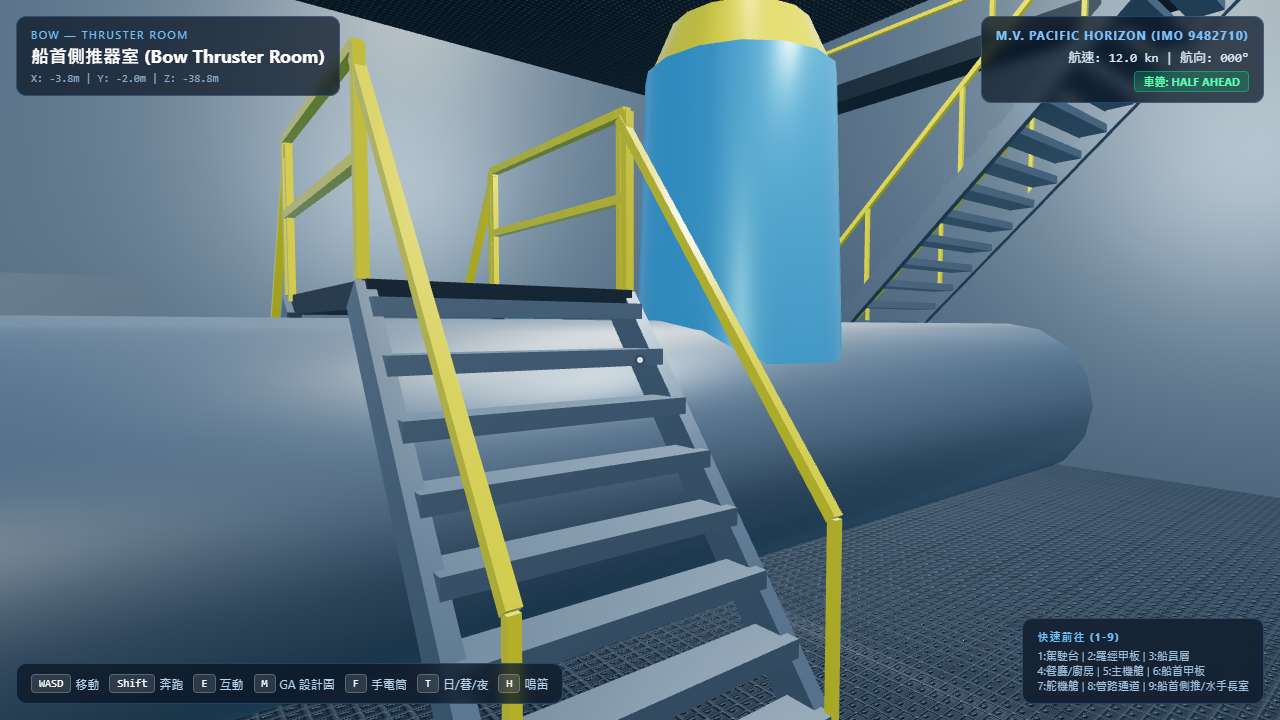 BOW — THRUSTER ROOM
船首側推器室 (Bow Thruster Room)
X: -3.8m | Y: -2.0m | Z: -38.8m
M.V. PACIFIC HORIZON (IMO 9482710)
航速: 12.0 kn | 航向: 000°
車鐘: HALF AHEAD
WASD 移動 Shift 奔跑 E 互動 M GA 設計圖 F 手電筒 T 日/暮/夜 H 鳴笛
快速前往 (1-9)
1:駕駛台 | 2:羅經甲板 | 3:船員層
4:餐廳/廚房 | 5:主機艙 | 6:船首甲板
7:舵機艙 | 8:管路通道 | 9:船首側推/水手長室